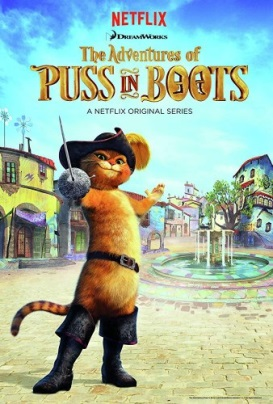 NETFLIX
DREAMWORKS
The Adventures of
PUSS IN BOOTS
A NETFLIX ORIGINAL SERIES